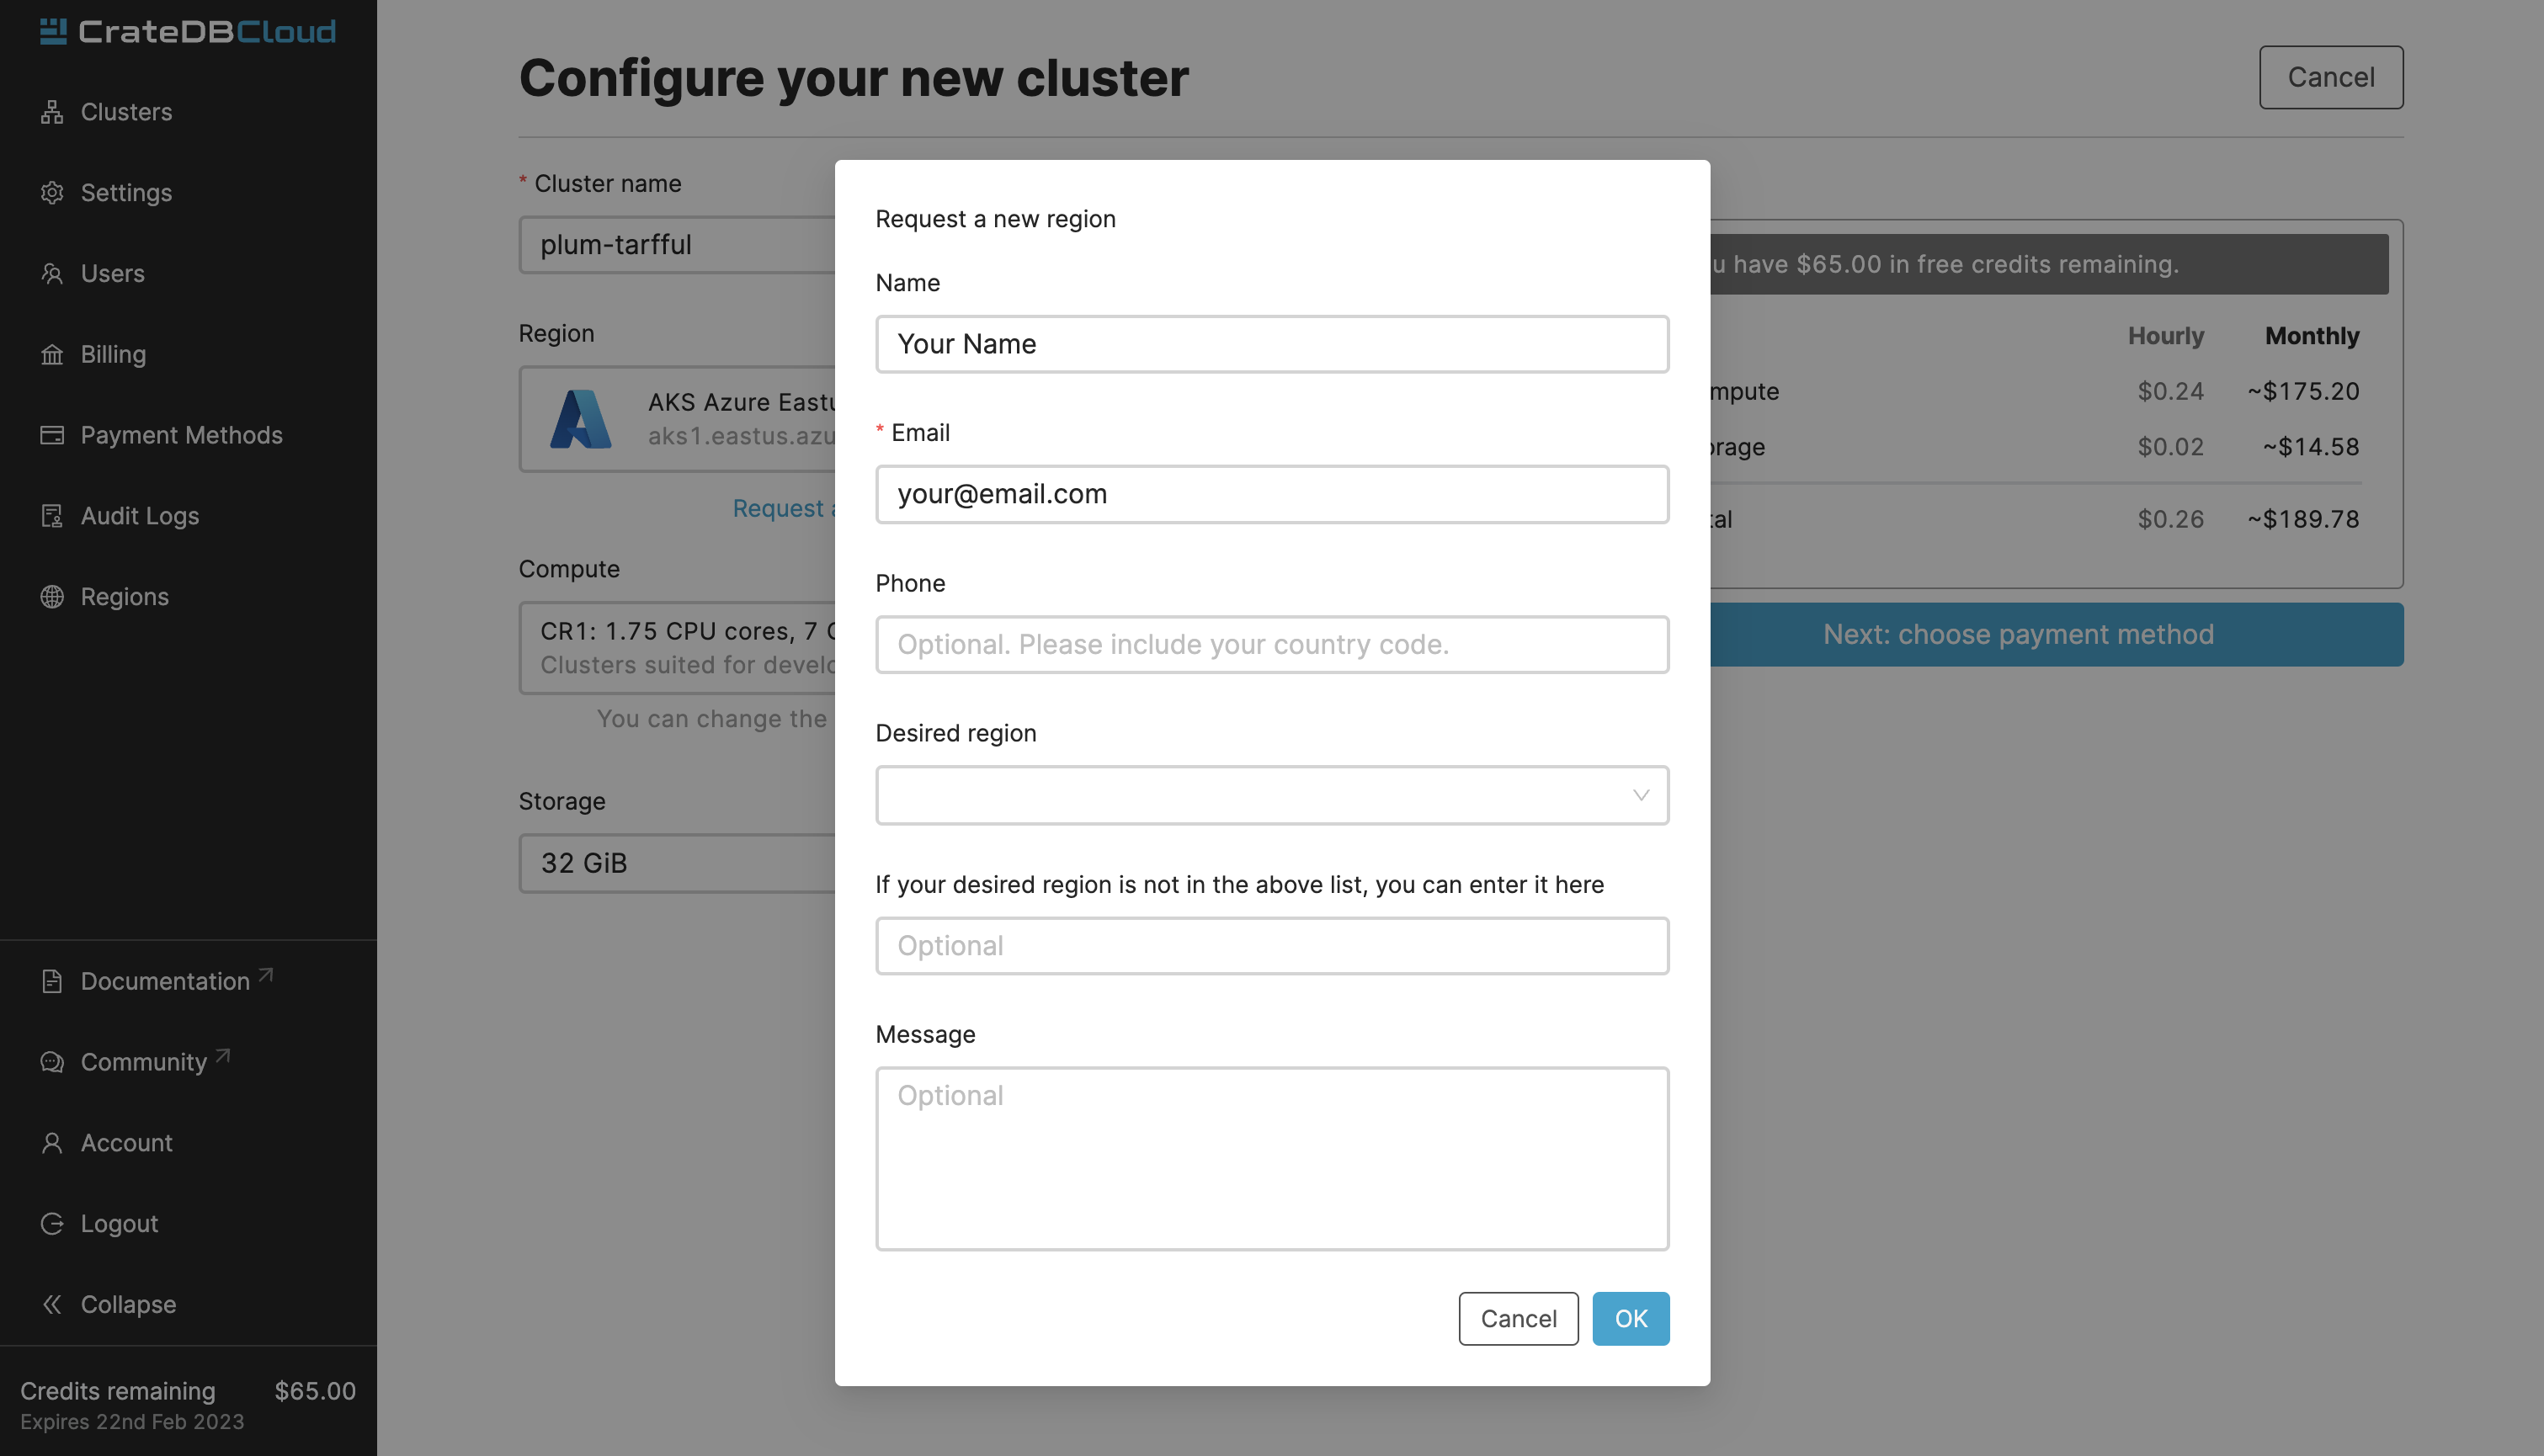 CrateDBCloud
Clusters
Settings
Users
Billing
Payment Methods
Audit Logs
Regions
Documentation
Community
Account
Logout
Collapse
Credits remaining $65.00
Expires 22nd Feb 2023
Configure your new cluster
Cancel
* Cluster name
plum-tarfful
Region
AKS Azure
aks1.eastus.azu
Request
Compute
CR1: 1.75 CPU cores, 7
Clusters suited for
You can change the
Storage
32 GiB
Request a new region
Name
Your Name
* Email
your@email.com
Phone
Optional. Please include your country code.
Desired region
If your desired region is not in the above list, you can enter it here
Optional
Message
Optional
Cancel
OK
have $65.00 in free credits remaining.
Hourly Monthly
$0.24 ~$175.20
$0.02 ~$14.58
$0.26 ~$189.78
Next: choose payment method